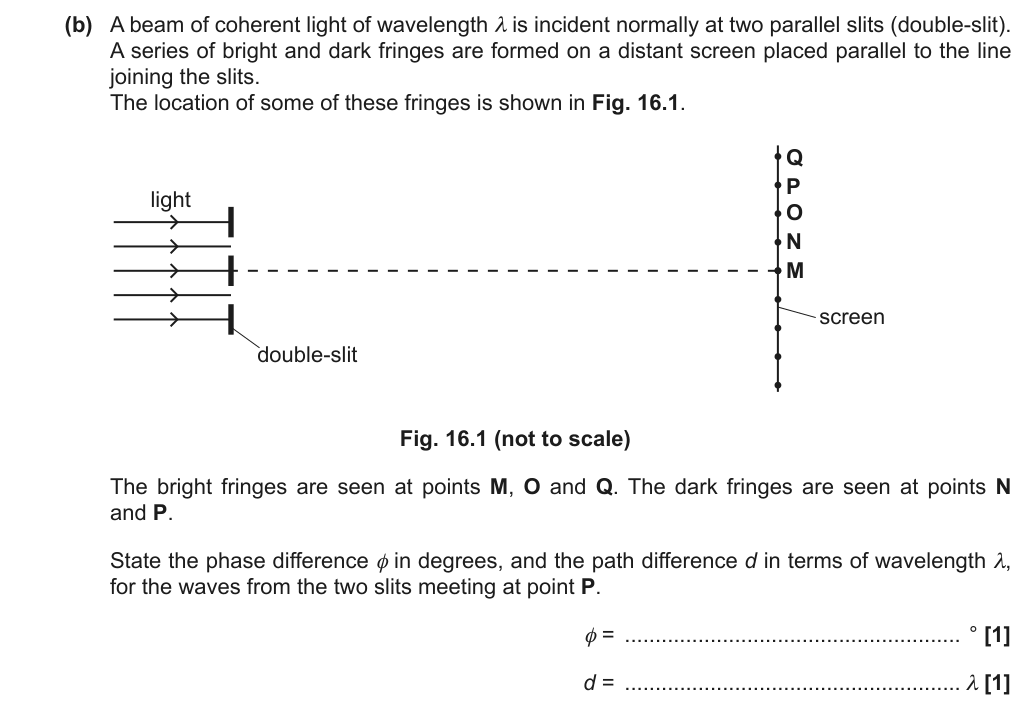 (b) A beam of coherent light of wavelength λ is incident normally at two parallel slits (double-slit).
A series of bright and dark fringes are formed on a distant screen placed parallel to the line
joining the slits.
The location of some of these fringes is shown in Fig. 16.1.
Q
P
light
O
N
M
screen
double-slit
Fig. 16.1 (not to scale)
The bright fringes are seen at points M, O and Q. The dark fringes are seen at points N
and P.
State the phase difference ϕ in degrees, and the path difference d in terms of wavelength λ,
for the waves from the two slits meeting at point P.
ϕ = ...................................................... ° [1]
d = ...................................................... λ [1]